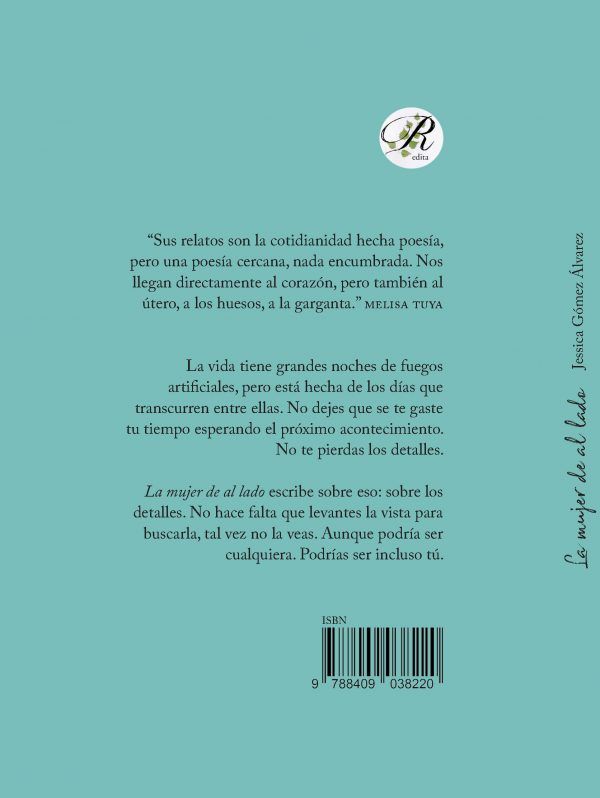 R
edita
“Sus relatos son la cotidianidad hecha poesía,
pero una poesía cercana, nada encumbrada. Nos
llegan directamente al corazón, pero también al
útero, a los huesos, a la garganta.” MELISA TUYA
La vida tiene grandes noches de fuegos
artificiales, pero está hecha de los días que
transcurren entre ellas. No dejes que se te gaste
tu tiempo esperando el próximo acontecimiento.
No te pierdas los detalles.
La mujer de al lado escribe sobre eso: sobre los
detalles. No hace falta que levantes la vista para
buscarla, tal vez no la veas. Aunque podría ser
cualquiera. Podrías ser incluso tú.
ISBN
9 788409 038220
La mujer de al lado Jessica Gómez Álvarez